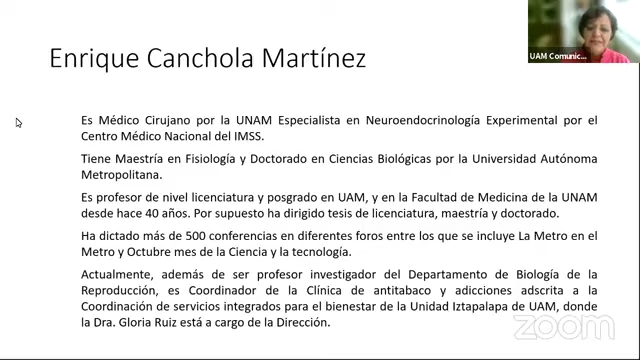 Enrique Canchola Martínez
UAM Comunic...
Es Médico Cirujano por la UNAM Especialista en Neuroendocrinología Experimental por el
Centro Médico Nacional del IMSS.
Tiene Maestría en Fisiología y Doctorado en Ciencias Biológicas por la Universidad Autónoma
Metropolitana.
Es profesor de nivel licenciatura y posgrado en UAM, y en la Facultad de Medicina de la UNAM
desde hace 40 años. Por supuesto ha dirigido tesis de licenciatura, maestría y doctorado.
Ha dictado más de 500 conferencias en diferentes foros entre los que se incluye La Metro en el
Metro y Octubre mes de la Ciencia y la tecnología.
Actualmente, además de ser profesor investigador del Departamento de Biología de la
Reproducción, es Coordinador de la Clínica de antitabaco y adicciones adscrita a la
Coordinación de servicios integrados para el bienestar de la Unidad Iztapalapa de UAM, donde
la Dra. Gloria Ruiz está a cargo de la Dirección.
zoom